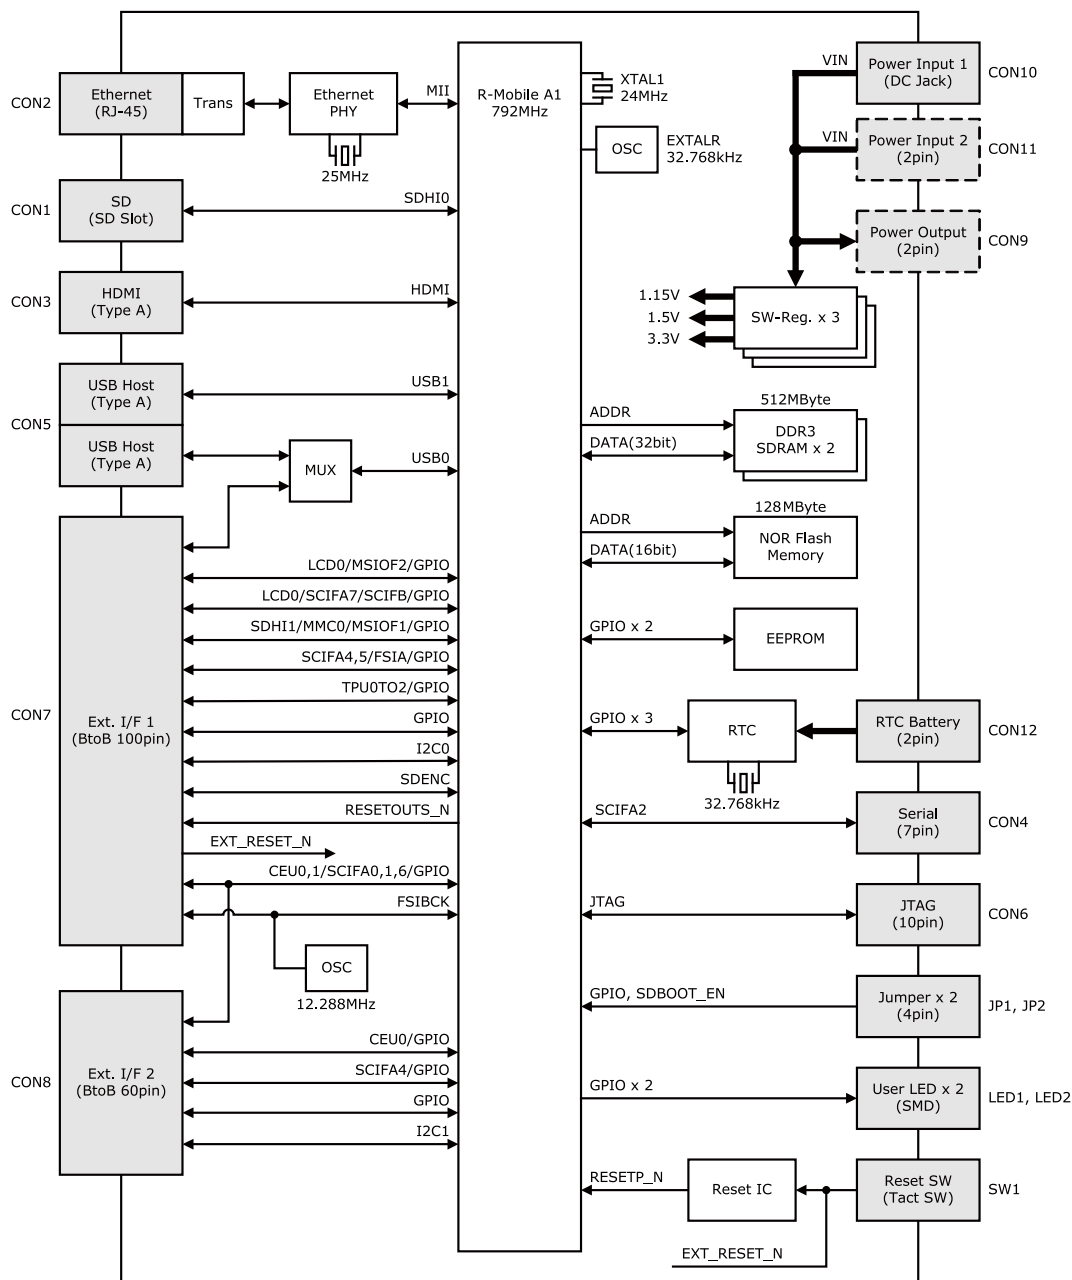 VIN
Power Input 1
(DC Jack)
CON10
CON2
Ethernet
(RJ-45)
Trans
Ethernet
PHY
25MHz
MII
R-Mobile A1
792MHz
XTAL1
24MHz
OSC
EXTALR
32.768kHz
VIN
Power Input 2
(2pin)
CON11
CON1
SD
(SD Slot)
SDHI0
Power Output
(2pin)
CON9
CON3
HDMI
(Type A)
HDMI
1.15V
1.5V
3.3V
SW-Reg. x 3
CON5
USB Host
(Type A)
USB1
USB Host
(Type A)
MUX
USB0
ADDR
DATA(32bit)
512MByte
DDR3
SDRAM x 2
ADDR
DATA(16bit)
128MByte
NOR Flash
Memory
CON7
Ext. I/F 1
(BtoB 100pin)
LCD0/MSIOF2/GPIO
LCD0/SCIFA7/SCIFB/GPIO
SDHI1/MMC0/MSIOF1/GPIO
SCIFA4,5/FSIA/GPIO
TPU0TO2/GPIO
GPIO
I2C0
SDENC
RESETOUTS_N
EXT_RESET_N
CEU0,1/SCIFA0,1,6/GPIO
FSIBCK
OSC
12.288MHz
GPIO x 2
EEPROM
GPIO x 3
RTC
32.768kHz
RTC Battery
(2pin)
CON12
SCIFA2
Serial
(7pin)
CON4
JTAG
JTAG
(10pin)
CON6
GPIO, SDBOOT_EN
Jumper x 2
(4pin)
JP1, JP2
CON8
Ext. I/F 2
(BtoB 60pin)
CEU0/GPIO
SCIFA4/GPIO
GPIO
I2C1
GPIO x 2
User LED x 2
(SMD)
LED1, LED2
RESETP_N
Reset IC
Reset SW
(Tact SW)
SW1
EXT_RESET_N